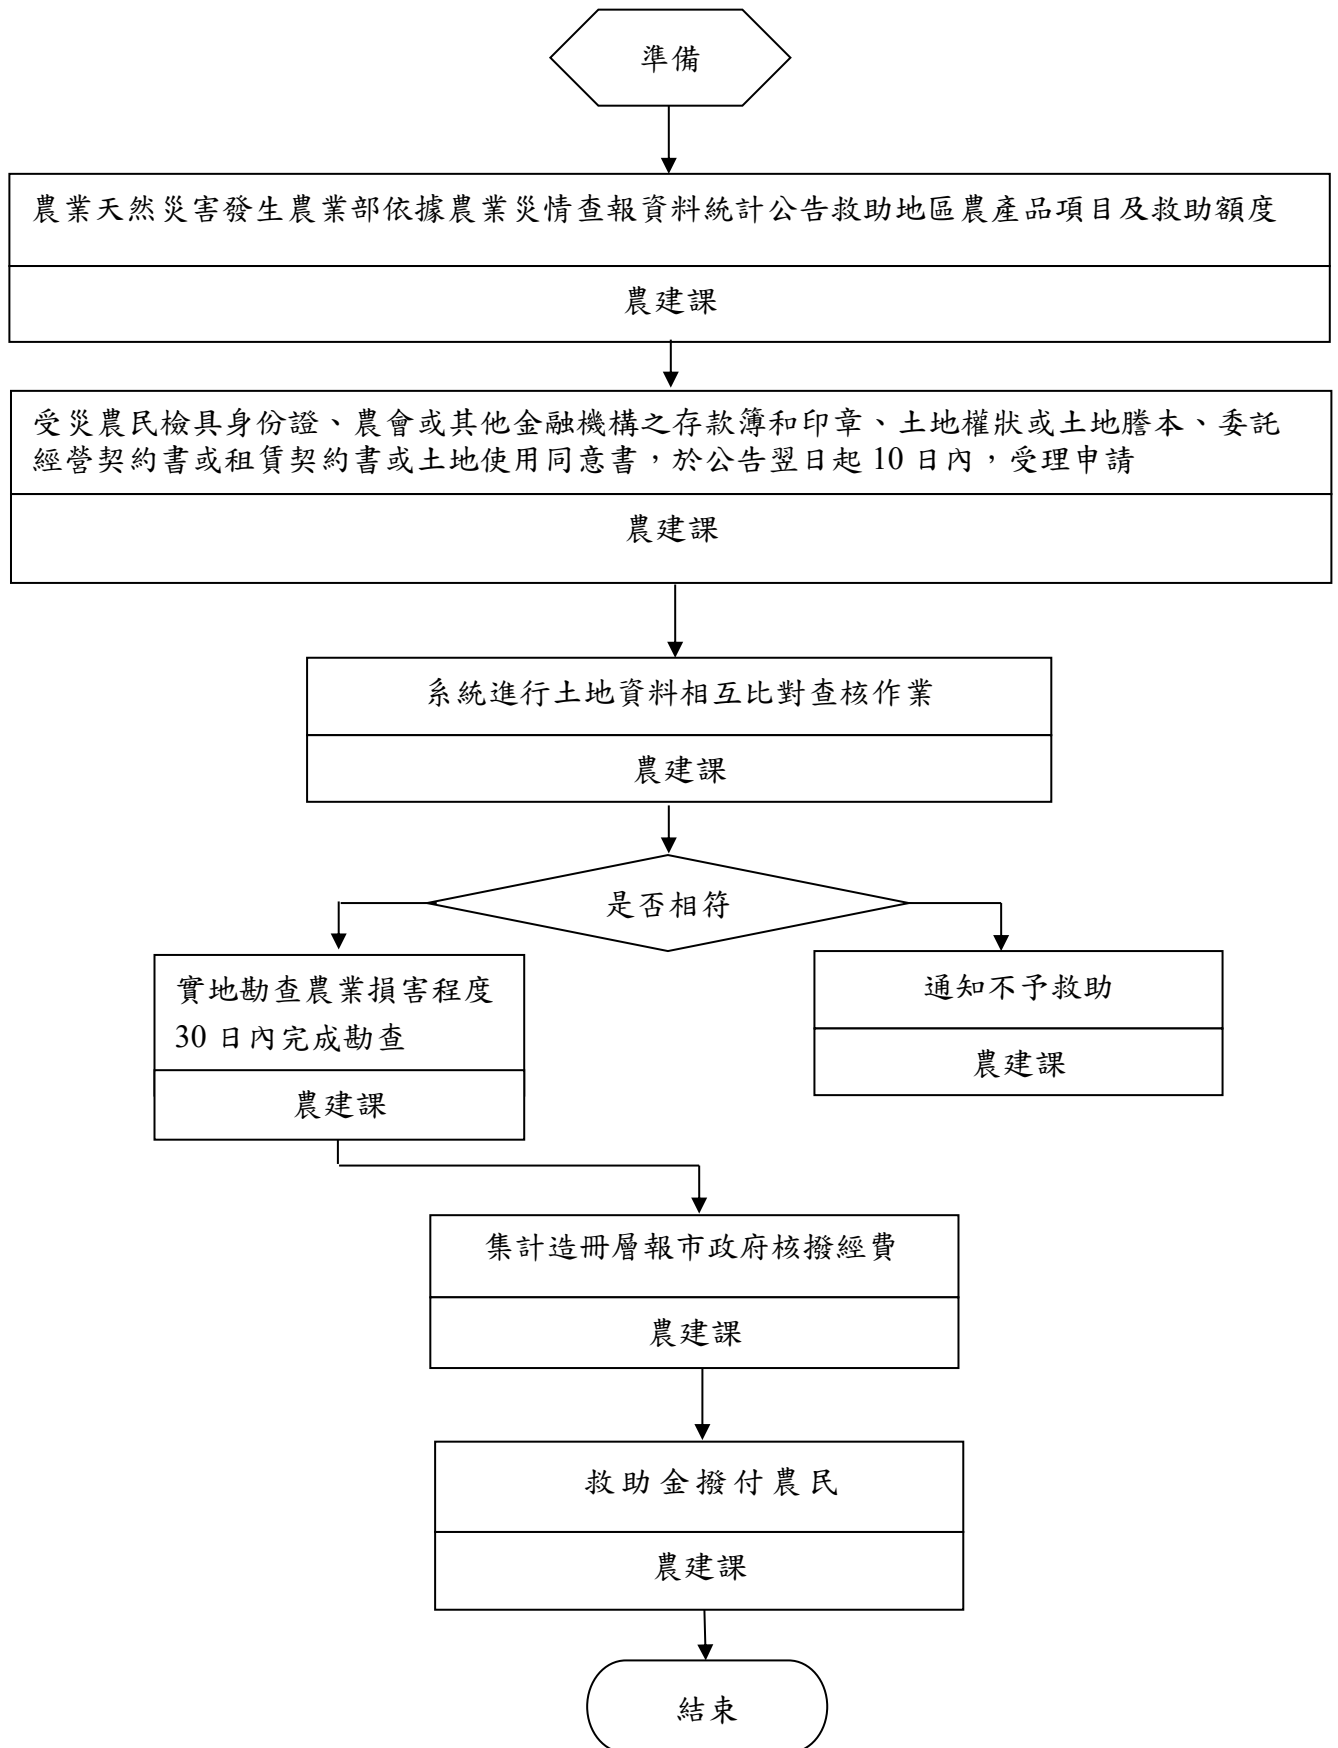 準備
農業天然災害發生農業部依據農業災情查報資料統計公告救助地區農產品項目及救助額度
農建課
受災農民檢具身份證、農會或其他金融機構之存款簿和印章、土地權狀或土地謄本、委託
經營契約書或租賃契約書或土地使用同意書，於公告翌日起 10 日內，受理申請
農建課
系統進行土地資料相互比對查核作業
農建課
是否相符
實地勘查農業損害程度
30 日內完成勘查
農建課
通知不予救助
農建課
集計造冊層報市政府核撥經費
農建課
救助金撥付農民
農建課
結束